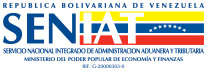 REPUBLICA BOLIVARIANA DE VENEZUELA
SENIAT
SERVICIO NACIONAL INTEGRADO DE ADMINISTRACION ADUANERA Y TRIBUTARIA
MINISTERIO DEL PODER POPULAR DE ECONOMÍA Y FINANZAS
RIF: G-20000303-0